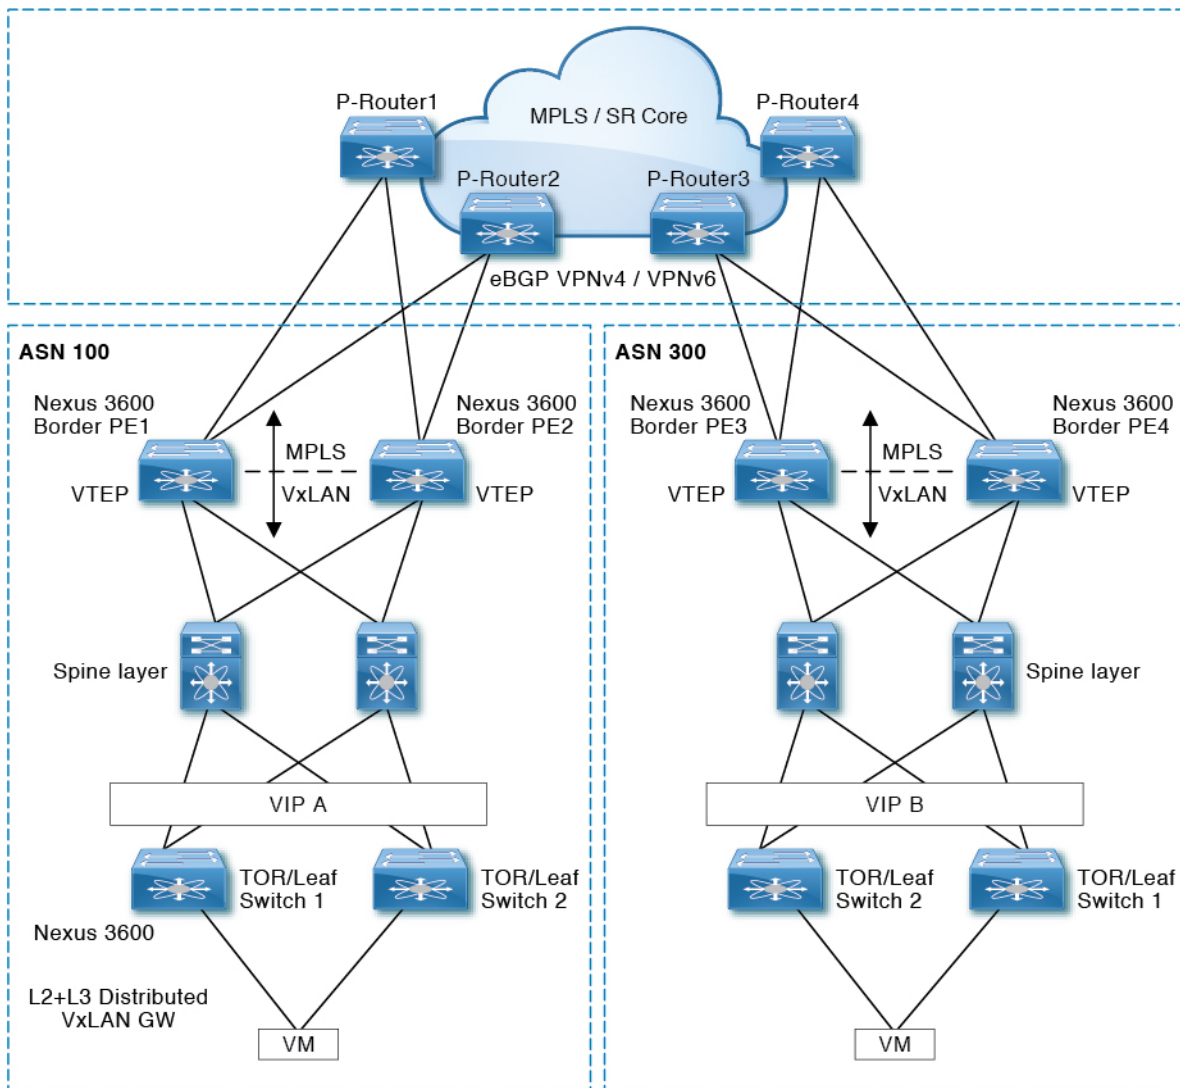 P-Router1
P-Router4
MPLS / SR Core
P-Router2
P-Router3
eBGP VPNv4 / VPNv6
ASN 100
Nexus 3600
Border PE1
Nexus 3600
Border PE2
MPLS
VTEP
VxLAN
VTEP
Spine layer
VIP A
TOR/Leaf
Switch 1
TOR/Leaf
Switch 2
Nexus 3600
L2+L3 Distributed
VxLAN GW
VM
ASN 300
Nexus 3600
Border PE3
Nexus 3600
Border PE4
MPLS
VTEP
VxLAN
VTEP
Spine layer
VIP B
TOR/Leaf
Switch 2
TOR/Leaf
Switch 1
VM